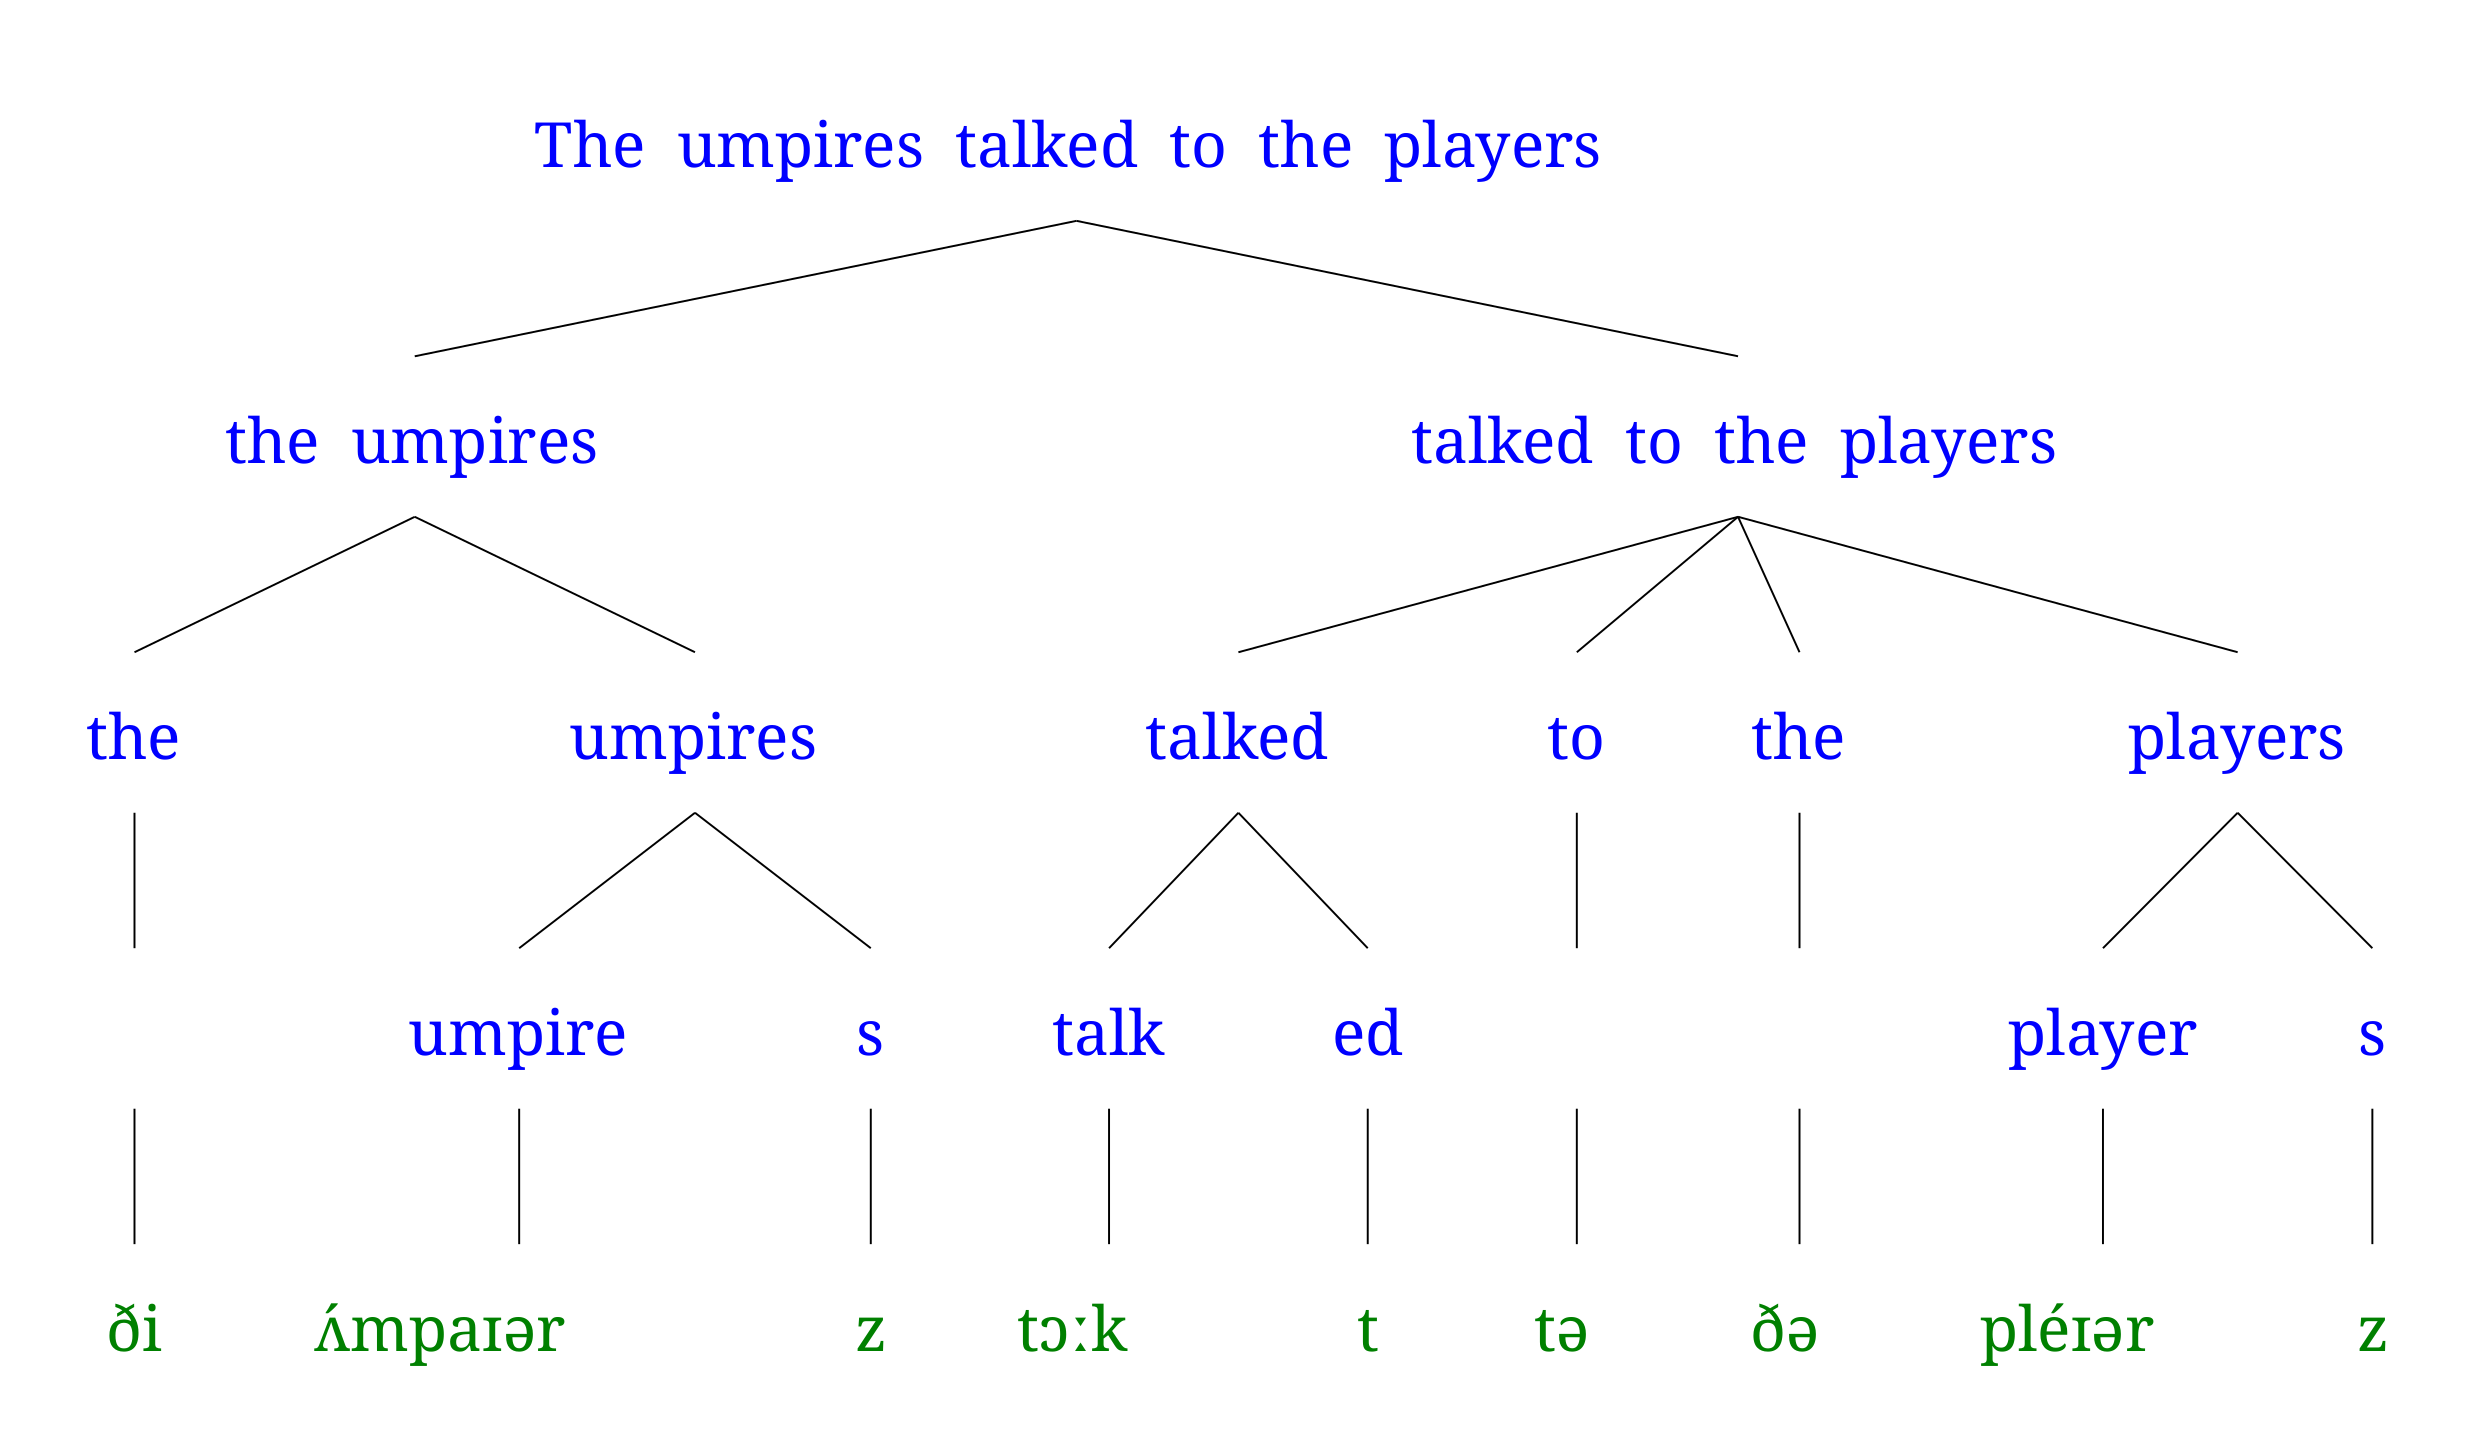 The umpires talked to the players
the umpires talked to the players
the umpires talked to the players
umpire s talk ed player s
ði ʌ́mpaɪər z tɔːk t tə ðə pléɪər z